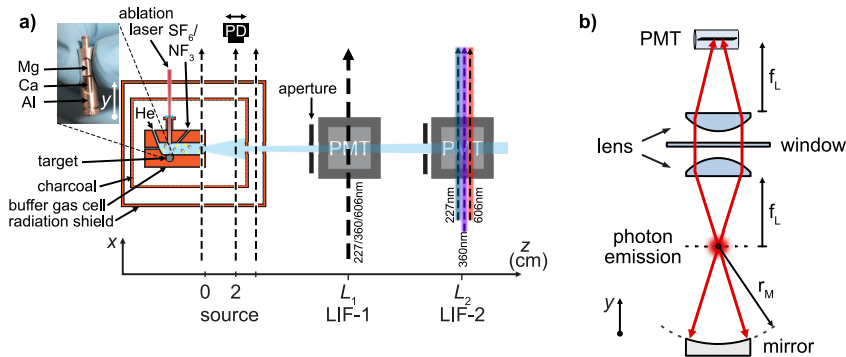 a)
ablation
laser
SF6/
NF3
PD
Mg
Ca
Al
y
He
aperture
PMT
PMT
target
charcoal
buffer gas cell
radiation shield
227/360/606nm
227nm
360nm
606nm
x
z
(cm)
0
2
source
L1
LIF-1
L2
LIF-2
b)
PMT
fL
lens
window
fL
photon
emission
rM
y
mirror